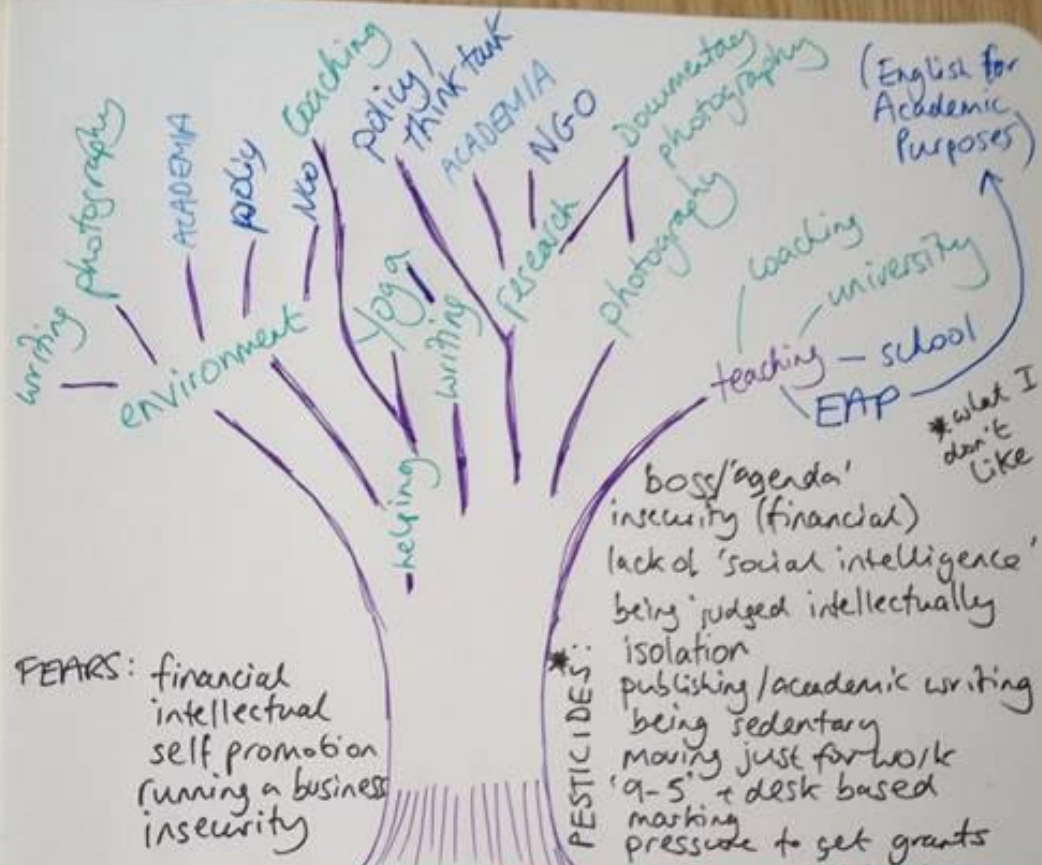 writing
photography
ACADEMIA
policy
NGO
environment
Coaching
Yoga
helping
writing
policy/
think tank
ACADEMIA
NGO
research
Documentary
photography
photography
coaching
university
teaching
school
EAP
(English for
Academic
Purposes)
*what I
don't
like
FEARS: financial
intellectual
self promotion
running a business
insecurity
* PESTICIDES:
boss/'agenda'
insecurity (financial)
lack of 'social intelligence'
being judged intellectually
isolation
publishing/academic writing
being sedentary
moving just for work
'9-5' + desk based
marking
pressure to get grants